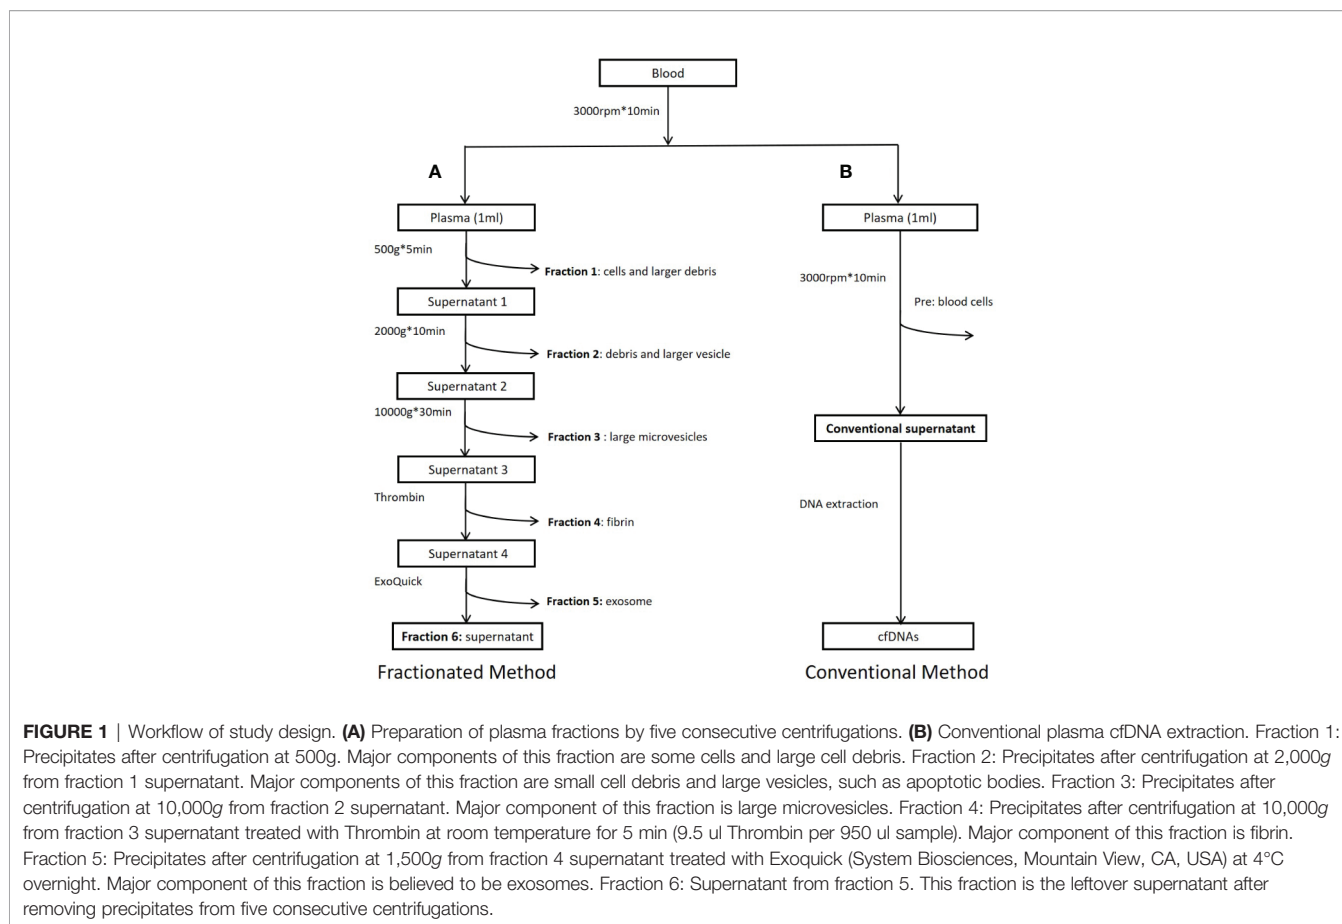 Blood
3000rpm*10min
A
B
Plasma (1ml)
Plasma (1ml)
500g*5min
Fraction 1: cells and larger debris
3000rpm*10min
Supernatant 1
Pre: blood cells
2000g*10min
Fraction 2: debris and larger vesicle
Supernatant 2
10000g*30min
Conventional supernatant
Fraction 3 : large microvesicles
Supernatant 3
Thrombin
DNA extraction
Fraction 4: fibrin
Supernatant 4
ExoQuick
Fraction 5: exosome
Fraction 6: supernatant
cfDNAs
Fractionated Method
Conventional Method
FIGURE 1 | Workflow of study design. (A) Preparation of plasma fractions by five consecutive centrifugations. (B) Conventional plasma cfDNA extraction. Fraction 1:
Precipitates after centrifugation at 500g. Major components of this fraction are some cells and large cell debris. Fraction 2: Precipitates after centrifugation at 2,000g
from fraction 1 supernatant. Major components of this fraction are small cell debris and large vesicles, such as apoptotic bodies. Fraction 3: Precipitates after
centrifugation at 10,000g from fraction 2 supernatant. Major component of this fraction is large microvesicles. Fraction 4: Precipitates after centrifugation at 10,000g
from fraction 3 supernatant treated with Thrombin at room temperature for 5 min (9.5 ul Thrombin per 950 ul sample). Major component of this fraction is fibrin.
Fraction 5: Precipitates after centrifugation at 1,500g from fraction 4 supernatant treated with Exoquick (System Biosciences, Mountain View, CA, USA) at 4°C
overnight. Major component of this fraction is believed to be exosomes. Fraction 6: Supernatant from fraction 5. This fraction is the leftover supernatant after
removing precipitates from five consecutive centrifugations.